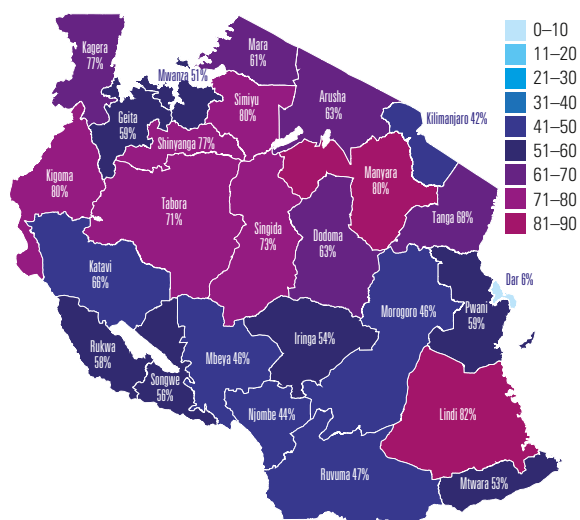 Kagera
77%
Mwanza 51%
Mara
61%
Geita
59%
Simiyu
80%
Arusha
63%
Kilimanjaro 42%
Shinyanga 77%
Kigoma
80%
Tabora
71%
Singida
73%
Manyara
80%
Dodoma
63%
Tanga 68%
Katavi
66%
Dar 6%
Pwani
59%
Morogoro 46%
Rukwa
58%
Songwe
56%
Mbeya 46%
Iringa 54%
Njombe 44%
Lindi 82%
Ruvuma 47%
Mtwara 53%
0–10
11–20
21–30
31–40
41–50
51–60
61–70
71–80
81–90